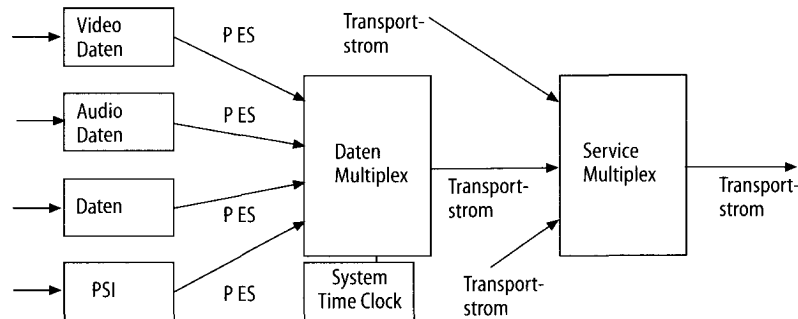 Video
Daten
P ES
Transport-
strom
Audio
Daten
P ES
Daten
Multiplex
Transport-
strom
Service
Multiplex
Transport-
strom
Daten
P ES
PSI
P ES
System
Time Clock
Transport-
strom